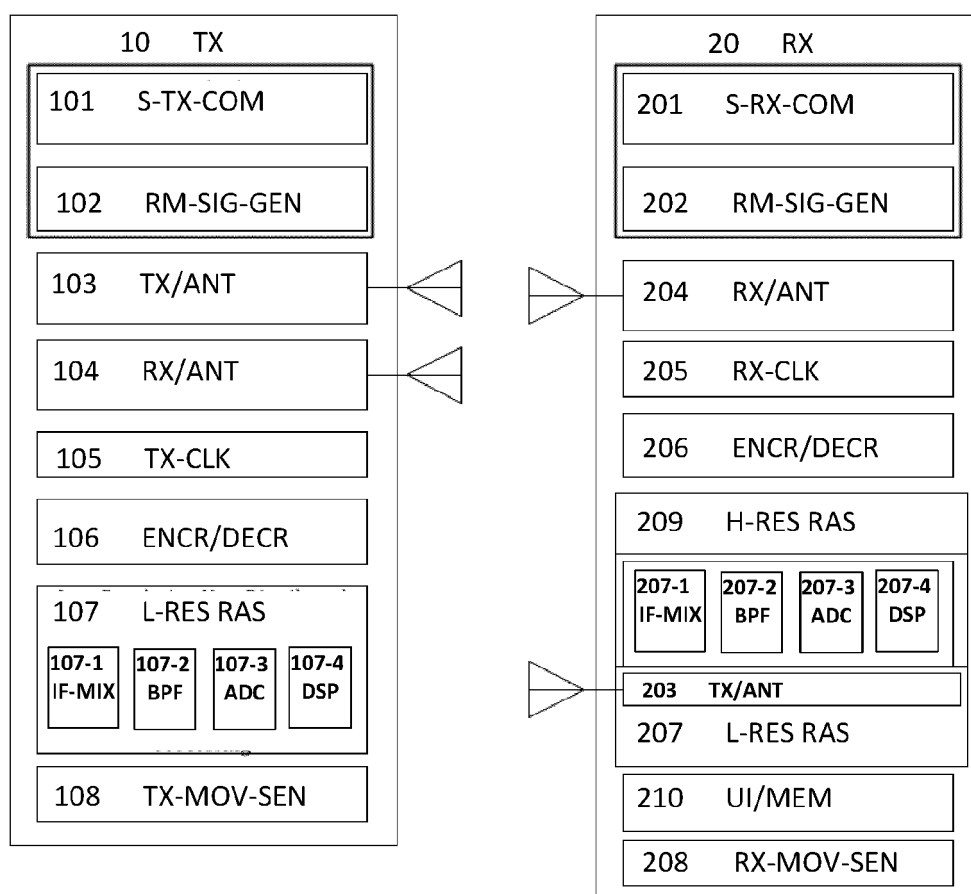 10 TX
101 S-TX-COM
102 RM-SIG-GEN
103 TX/ANT
104 RX/ANT
105 TX-CLK
106 ENCR/DECR
107 L-RES RAS
107-1 107-2 107-3 107-4
IF-MIX BPF ADC DSP
108 TX-MOV-SEN
20 RX
201 S-RX-COM
202 RM-SIG-GEN
204 RX/ANT
205 RX-CLK
206 ENCR/DECR
209 H-RES RAS
207-1 207-2 207-3 207-4
IF-MIX BPF ADC DSP
203 TX/ANT
207 L-RES RAS
210 UI/MEM
208 RX-MOV-SEN